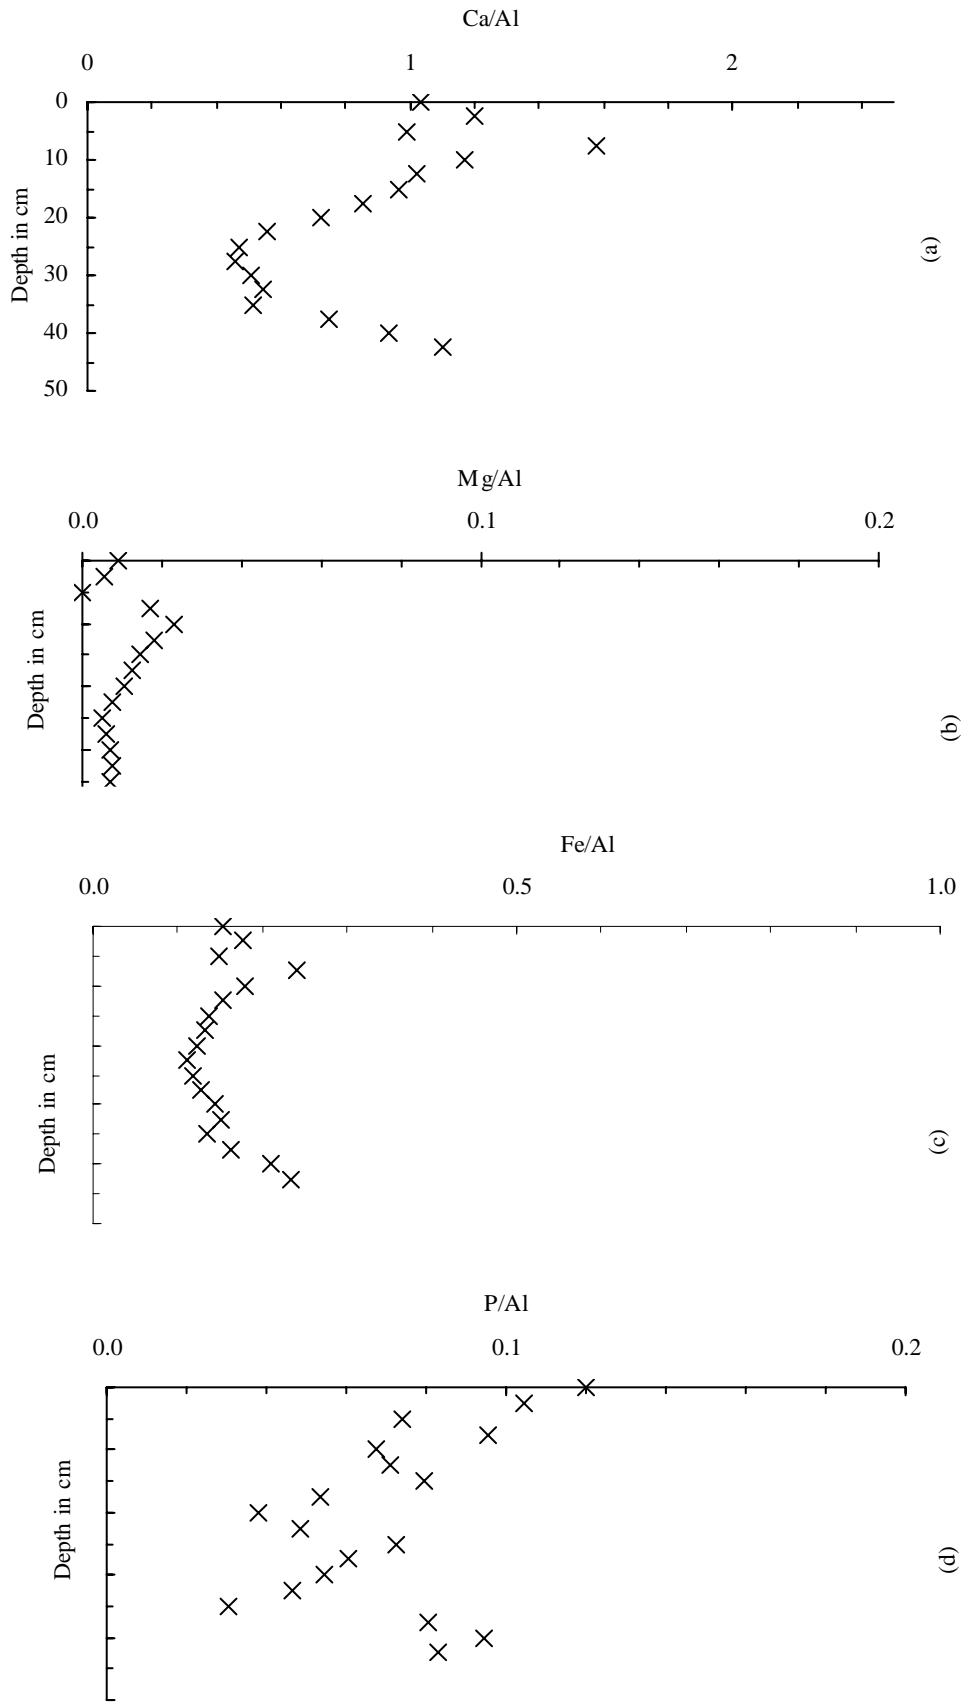 Ca/Al
0 1 2
0
10
20
30
40
50
Depth in cm
(a)
Mg/Al
0.0 0.1 0.2
Depth in cm
(b)
Fe/Al
0.0 0.5 1.0
Depth in cm
(c)
P/Al
0.0 0.1 0.2
Depth in cm
(d)